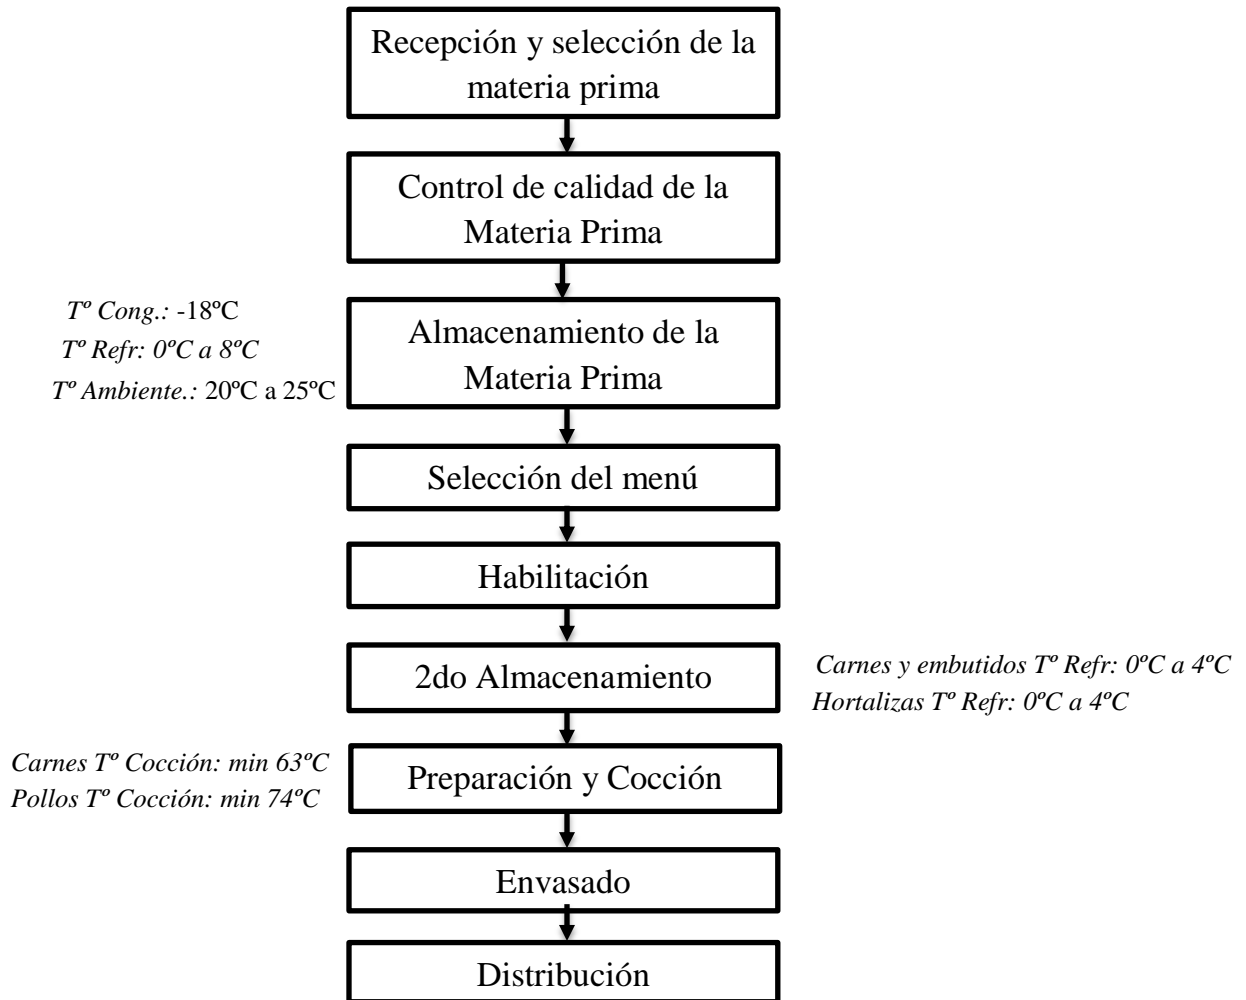 Recepción y selección de la
materia prima
Control de calidad de la
Materia Prima
Tº Cong.: -18ºC
Tº Refr: 0ºC a 8ºC
Tº Ambiente.: 20ºC a 25ºC
Almacenamiento de la
Materia Prima
Selección del menú
Habilitación
2do Almacenamiento
Carnes y embutidos Tº Refr: 0ºC a 4ºC
Hortalizas Tº Refr: 0ºC a 4ºC
Carnes Tº Cocción: min 63ºC
Pollos Tº Cocción: min 74ºC
Preparación y Cocción
Envasado
Distribución